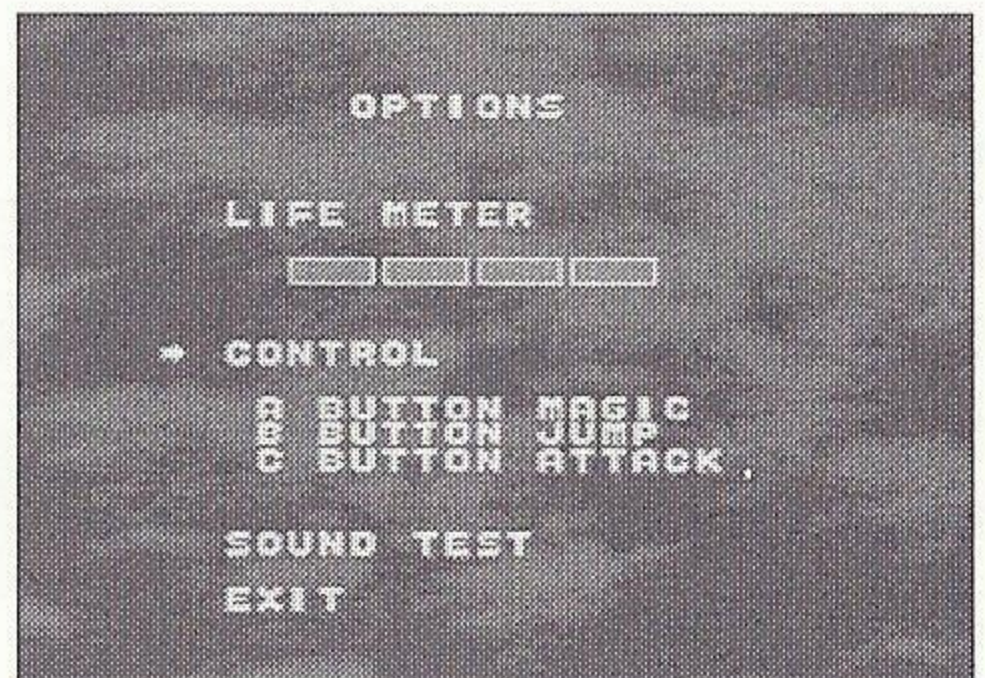 OPTIONS
LIFE METER
CONTROL
A BUTTON MAGIC
B BUTTON JUMP
C BUTTON ATTACK
SOUND TEST
EXIT